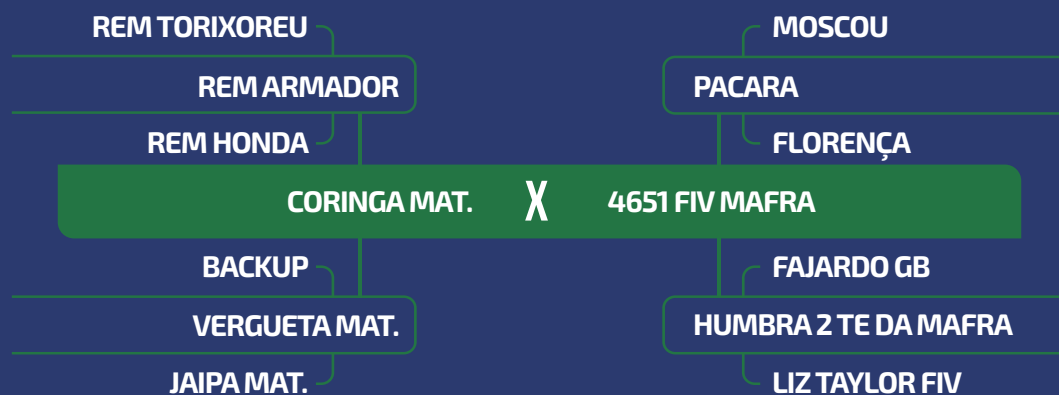 REM TORIXOREU
MOSCOU
REM ARMADOR
PACARA
REM HONDA
FLORENÇA
CORINGA MAT. X 4651 FIV MAFRA
BACKUP
FAJARDO GB
VERGUETA MAT.
HUMBRA 2 TE DA MAFRA
JAIPA MAT.
LIZ TAYLOR FIV